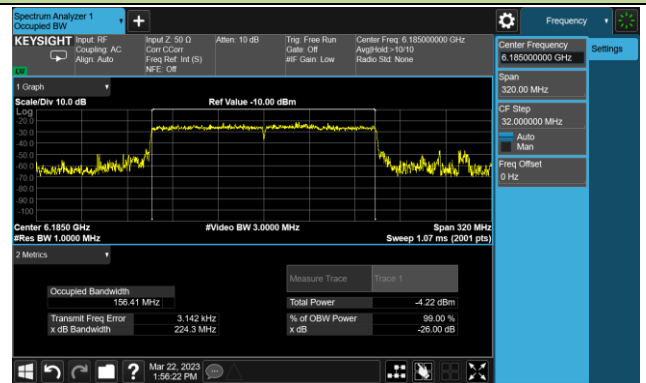 Spectrum Analyzer 1
Occupied BW
Frequency
KEYSIGHT
Input: RF
Coupling: AC
Align: Auto
Input Z: 50 Ω
Corr CCorr
Freq Ref: Int (S)
NFE: Off
Atten: 10 dB
Trig: Free Run
Gate: Off
#IF Gain: Low
Center Freq: 6.185000000 GHz
Avg|Hold:>10/10
Radio Std: None
Center Frequency
6.185000000 GHz
Settings
Span
320.00 MHz
CF Step
32.000000 MHz
Auto
Man
Freq Offset
0 Hz
1 Graph
Scale/Div 10.0 dB
Ref Value -10.00 dBm
Log
-20.0
-30.0
-40.0
-50.0
-60.0
-70.0
-80.0
-90.0
-100
Center 6.1850 GHz
#Video BW 3.0000 MHz
Span 320 MHz
#Res BW 1.0000 MHz
Sweep 1.07 ms (2001 pts)
2 Metrics
Measure Trace
Trace 1
Occupied Bandwidth
156.41 MHz
Total Power
-4.22 dBm
Transmit Freq Error
3.142 kHz
% of OBW Power
99.00 %
x dB Bandwidth
224.3 MHz
x dB
-26.00 dB
Mar 22, 2023
1:56:22 PM